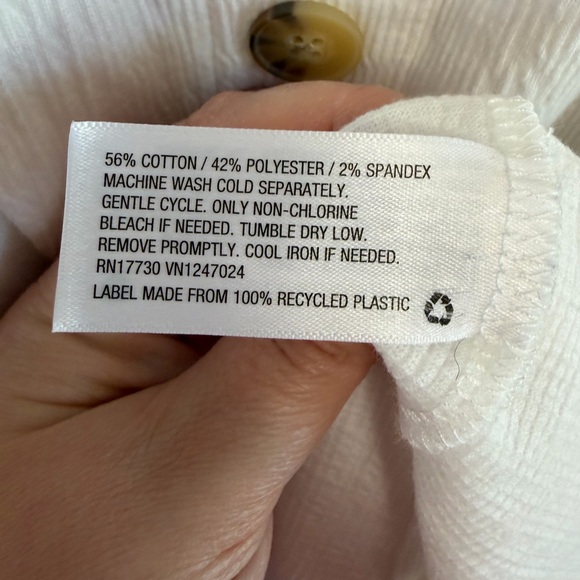 56% COTTON / 42% POLYESTER / 2% SPANDEX
MACHINE WASH COLD SEPARATELY.
GENTLE CYCLE. ONLY NON-CHLORINE
BLEACH IF NEEDED. TUMBLE DRY LOW.
REMOVE PROMPTLY. COOL IRON IF NEEDED.
RN17730 VN1247024
LABEL MADE FROM 100% RECYCLED PLASTIC